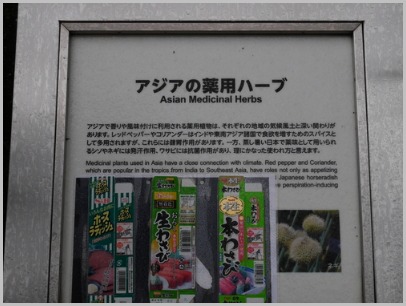 アジアの薬用ハーブ
Asian Medicinal Herbs
アジアで香りや風味付けに利用される薬用植物は、それぞれの地域の気候風土と深い関わりが
あります。レッドペッパーやコリアンダーはインドや東南アジア諸国で食欲を増すためのスパイスとし
て多用されますが、これらには健胃作用があります。一方、蒸し暑い日本で薬味として用いられ
るシソやネギには発汗作用、ワサビには抗菌作用があり、理にかなった使われ方と言えます。
Medicinal plants used in Asia have a close connection with climate. Red pepper and Coriander,
which are popular in the tropics from India to Southeast Asia, have roles not only as appetizing
Japanese horseradish
perspiration-inducing
ホース
ラディッシュ
生わさび
本わさび